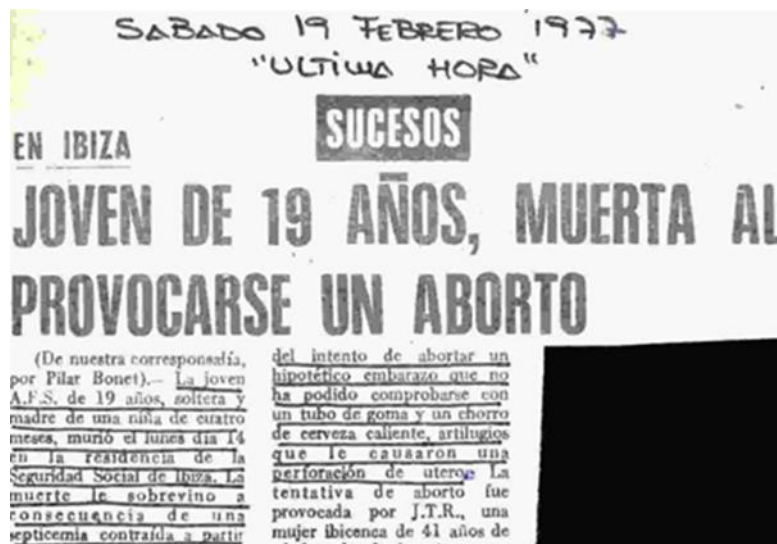 SABADO 19 FEBRERO 1977
"ULTIMA HORA"
SUCESOS
EN IBIZA
JOVEN DE 19 AÑOS, MUERTA AL
PROVOCARSE UN ABORTO
(De nuestra corresponsalía,
por Pilar Bonet).— La joven
A.F.S. de 19 años, soltera y
madre de una niña de cuatro
meses, murió el lunes día 14
en la residencia de la
Seguridad Social de Ibiza. La
muerte le sobrevino a
consecuencia de una
septicemia contraída a partir
del intento de abortar un
hipotético embarazo que no
ha podido comprobarse con
un tubo de goma y un chorro
de cerveza caliente, artilugios
que le causaron una
perforación de utero. La
tentativa de aborto fue
provocada por J.T.R., una
mujer ibicenca de 41 años de